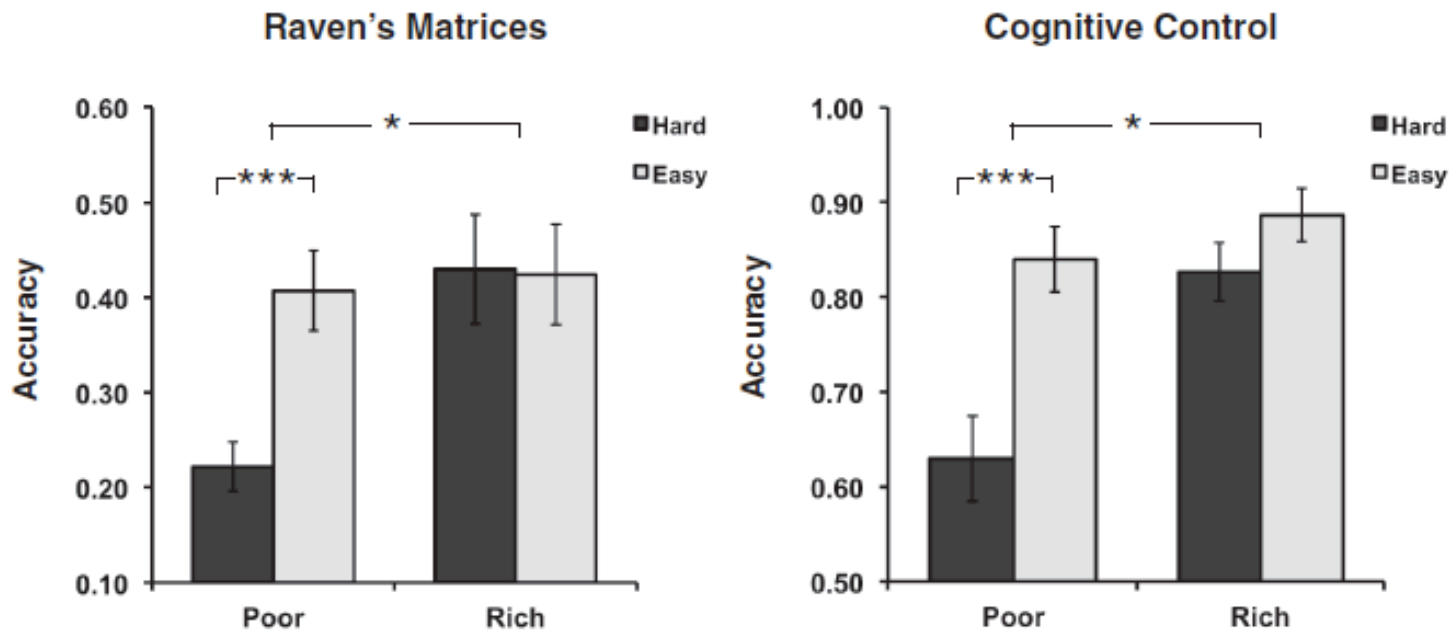 Raven's Matrices
Accuracy
0.60
0.50
0.40
0.30
0.20
0.10
*
***
Hard
Easy
Poor
Rich
Cognitive Control
Accuracy
1.00
0.90
0.80
0.70
0.60
0.50
*
***
Hard
Easy
Poor
Rich